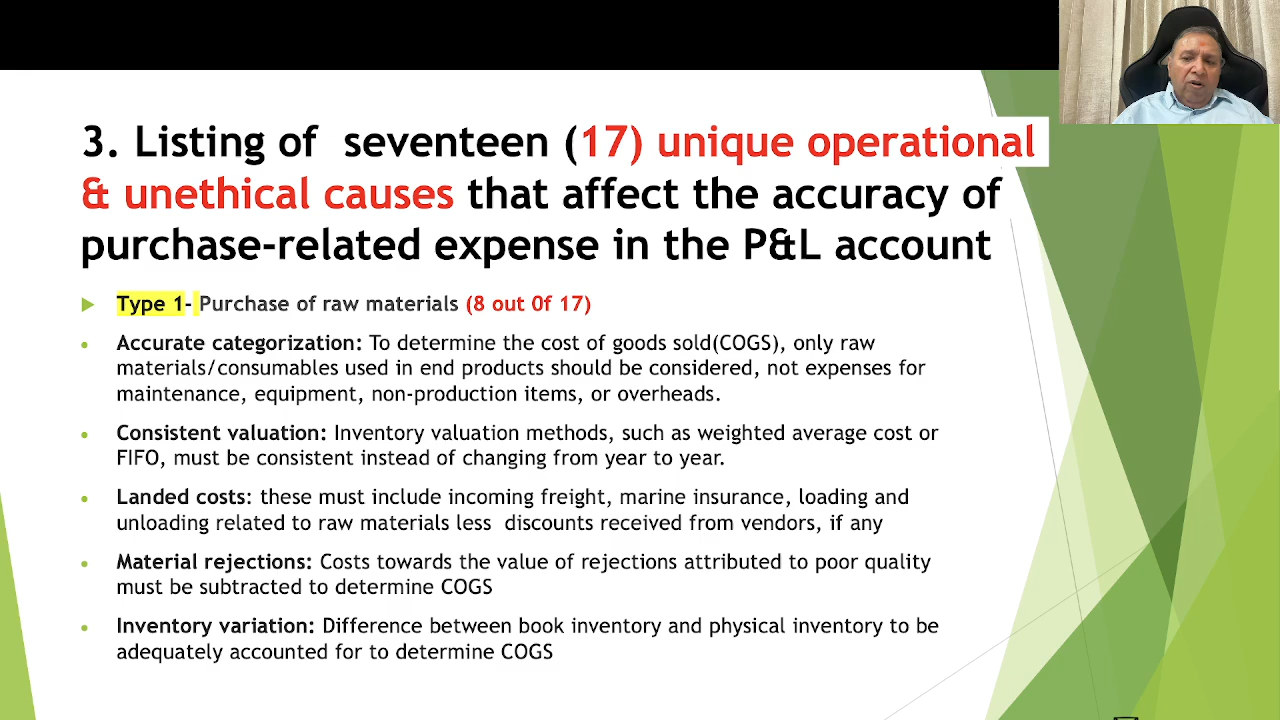 3. Listing of seventeen (17) unique operational
& unethical causes that affect the accuracy of
purchase-related expense in the P&L account
Type 1- Purchase of raw materials (8 out 0f 17)
Accurate categorization: To determine the cost of goods sold(COGS), only raw
materials/consumables used in end products should be considered, not expenses for
maintenance, equipment, non-production items, or overheads.
Consistent valuation: Inventory valuation methods, such as weighted average cost or
FIFO, must be consistent instead of changing from year to year.
Landed costs: these must include incoming freight, marine insurance, loading and
unloading related to raw materials less discounts received from vendors, if any
Material rejections: Costs towards the value of rejections attributed to poor quality
must be subtracted to determine COGS
Inventory variation: Difference between book inventory and physical inventory to be
adequately accounted for to determine COGS